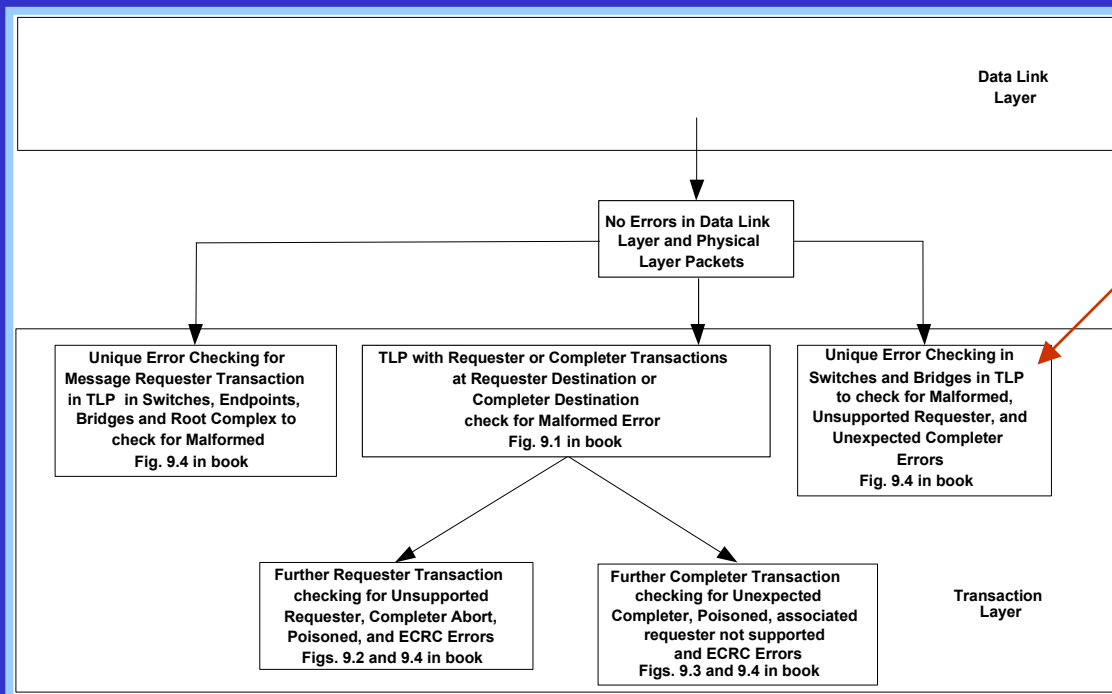 Data Link
Layer
No Errors in Data Link
Layer and Physical
Layer Packets
Unique Error Checking for
Message Requester Transaction
in TLP in Switches, Endpoints,
Bridges and Root Complex to
check for Malformed
Fig. 9.4 in book
TLP with Requester or Completer Transactions
at Requester Destination or
Completer Destination
check for Malformed Error
Fig. 9.1 in book
Unique Error Checking in
Switches and Bridges in TLP
to check for Malformed,
Unsupported Requester, and
Unexpected Completer
Errors
Fig. 9.4 in book
Further Requester Transaction
checking for Unsupported
Requester, Completer Abort,
Poisoned, and ECRC Errors
Figs. 9.2 and 9.4 in book
Further Completer Transaction
checking for Unexpected
Completer, Poisoned, associated
requester not supported
and ECRC Errors
Figs. 9.3 and 9.4 in book
Transaction
Layer